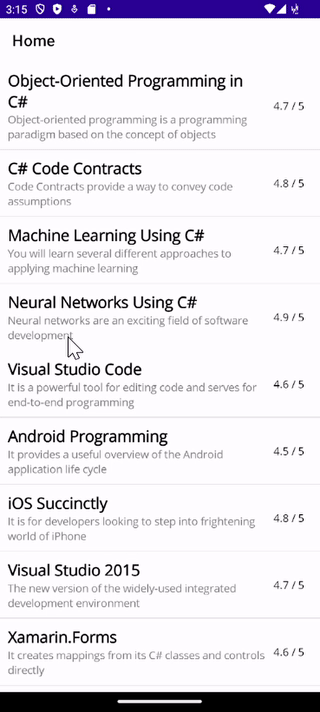 3:15
Home
Object-Oriented Programming in
C#
4.7 / 5
Object-oriented programming is a programming
paradigm based on the concept of objects
C# Code Contracts
4.8 / 5
Code Contracts provide a way to convey code
assumptions
Machine Learning Using C#
4.7 / 5
You will learn several different approaches to
applying machine learning
Neural Networks Using C#
4.9 / 5
Neural networks are an exciting field of software
development
Visual Studio Code
4.6 / 5
It is a powerful tool for editing code and serves for
end-to-end programming
Android Programming
4.5 / 5
It provides a useful overview of the Android
application life cycle
iOS Succinctly
4.8 / 5
It is for developers looking to step into frightening
world of iPhone
Visual Studio 2015
4.7 / 5
The new version of the widely-used integrated
development environment
Xamarin.Forms
4.6 / 5
It creates mappings from its C# classes and controls
directly